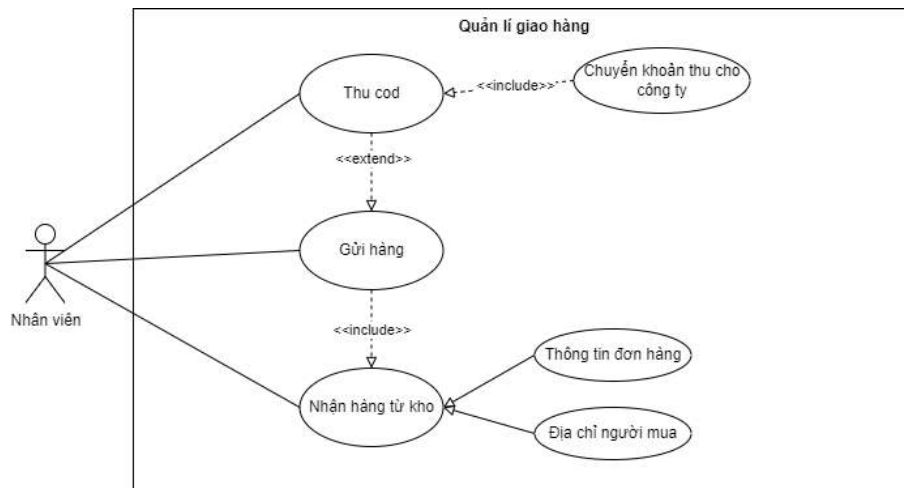 Quản lí giao hàng
Thu cod
<<include>>
Chuyển khoản thu cho
công ty
<<extend>>
Gửi hàng
Nhân viên
<<include>>
Thông tin đơn hàng
Nhận hàng từ kho
Địa chỉ người mua